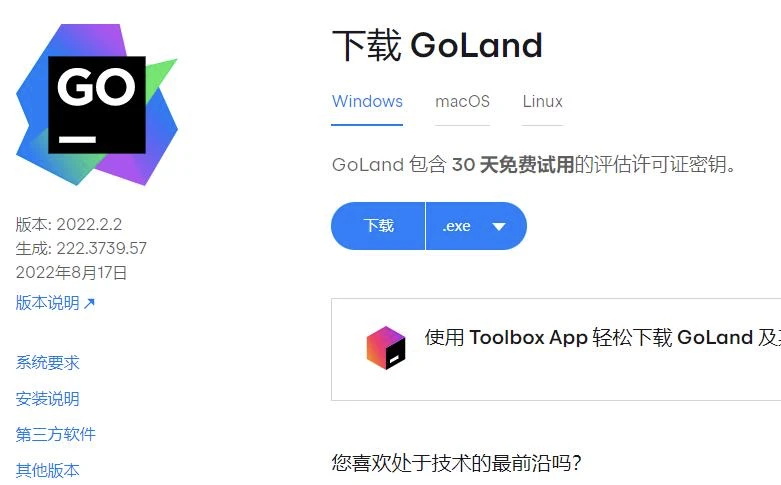 GO
版本: 2022.2.2
生成: 222.3739.57
2022年8月17日
版本说明 ↗
系统要求
安装说明
第三方软件
其他版本
下载 GoLand
Windows macOS Linux
GoLand 包含 30 天免费试用的评估许可证密钥。
下载 .exe
使用 Toolbox App 轻松下载 GoLand 及
您喜欢处于技术的最前沿吗?